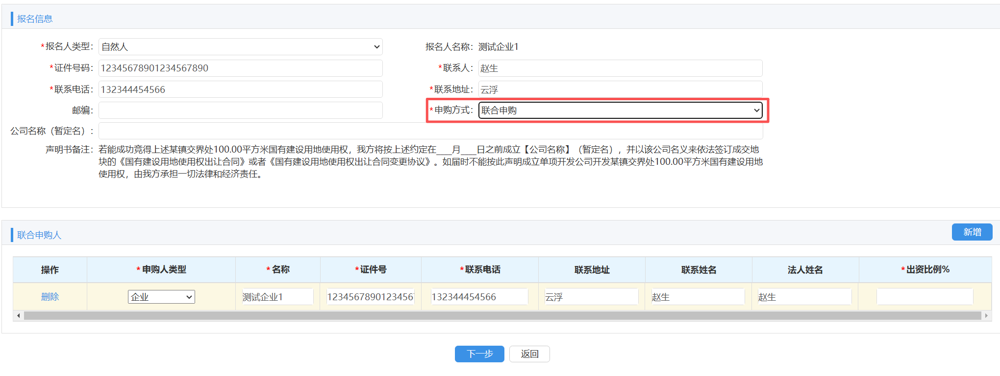 报名信息
*报名人类型： 自然人 报名人名称： 测试企业1
*证件号码： 12345678901234567890 *联系人： 赵生
*联系电话： 132344454566 *联系地址： 云浮
邮编： *申购方式： 联合申购
公司名称（暂定名）：
声明书备注： 若能成功竞得上述某镇交界处100.00平方米国有建设用地使用权，我方将按上述约定在___月___日之前成立【公司名称】（暂定名），并以该公司名义来依法签订成交地
块的《国有建设用地使用权出让合同》或者《国有建设用地使用权出让合同变更协议》。如届时不能按此声明成立单项开发公司开发某镇交界处100.00平方米国有建设用地
使用权，由我方承担一切法律和经济责任。
联合申购人 新增
操作 *申购人类型 *名称 *证件号 *联系电话 联系地址 联系姓名 法人姓名 *出资比例%
删除 企业 测试企业1 1234567890123456 132344454566 云浮 赵生 赵生
下一步 返回